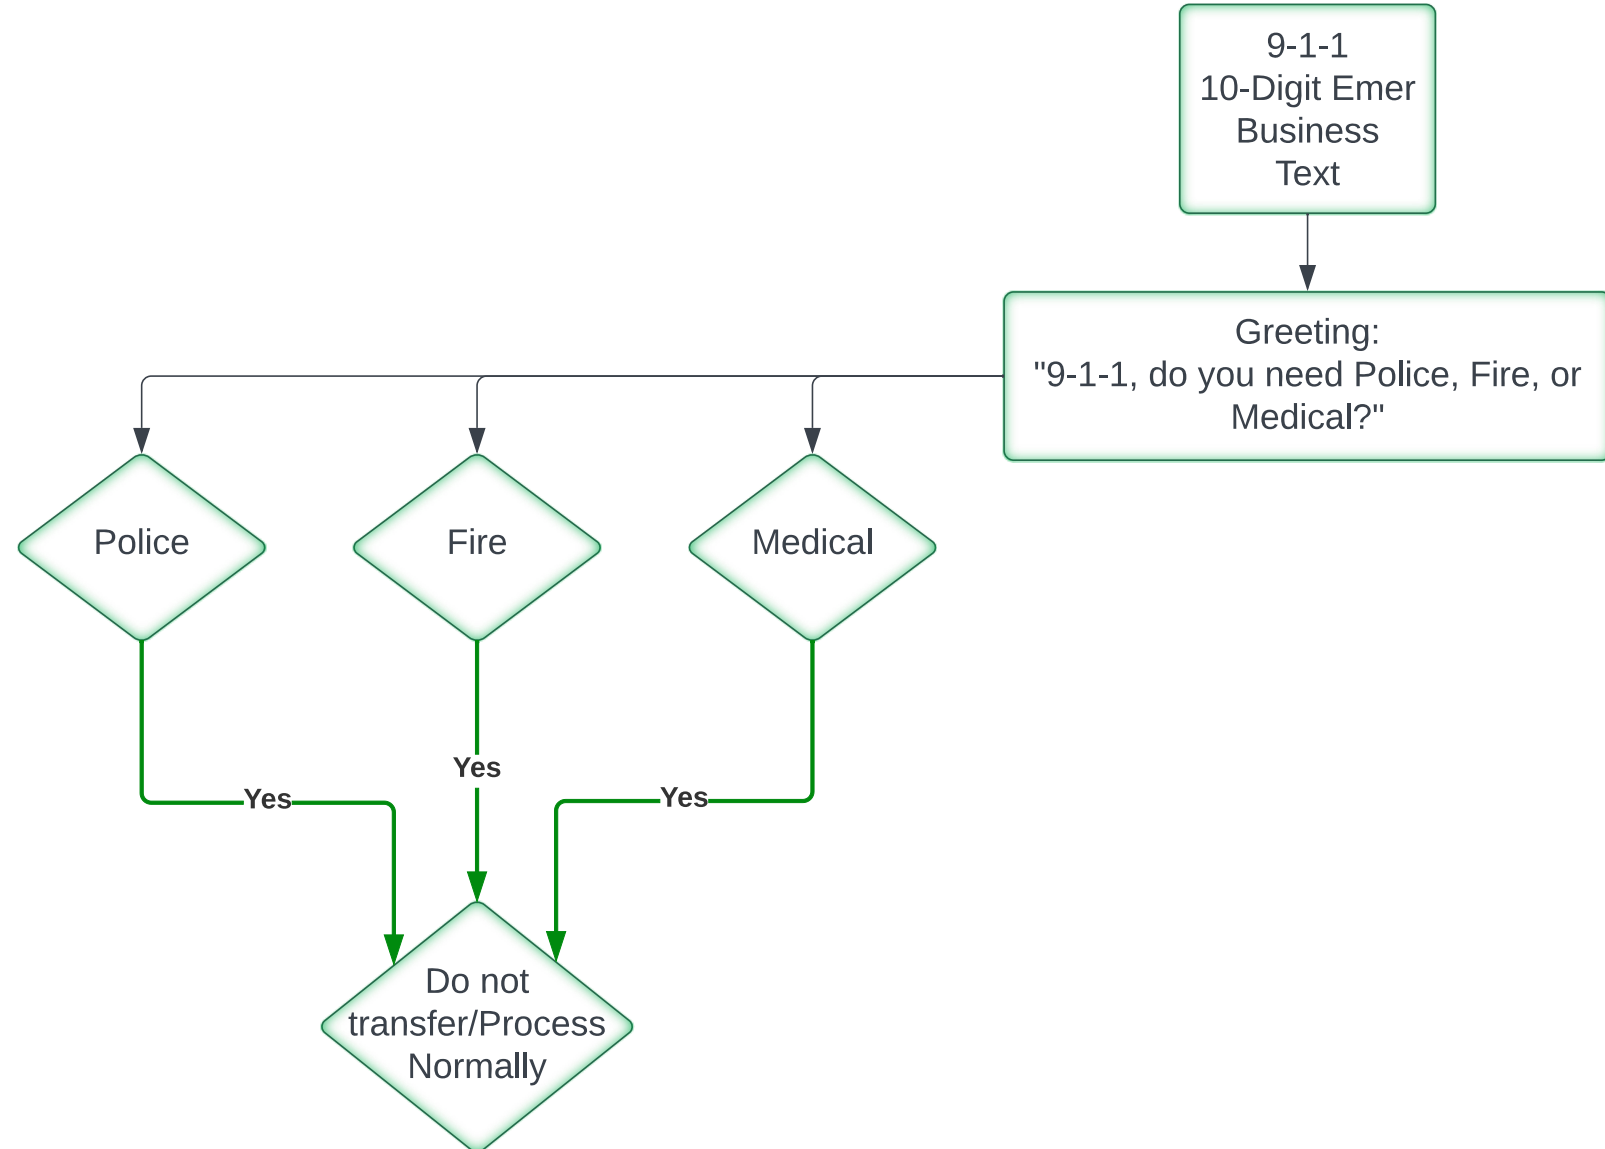 9-1-1
10-Digit Emer
Business
Text
Greeting:
"9-1-1, do you need Police, Fire, or
Medical?"
Police
Fire
Medical
Yes
Yes
Yes
Do not
transfer/Process
Normally